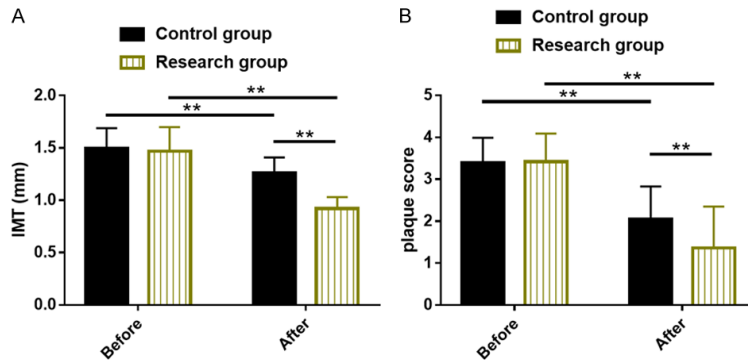 A
Control group
Research group
IMT (mm)
2.0
1.5
1.0
0.5
0.0
**
**
**
Before
After
B
Control group
Research group
plaque score
5
4
3
2
1
0
**
**
**
Before
After